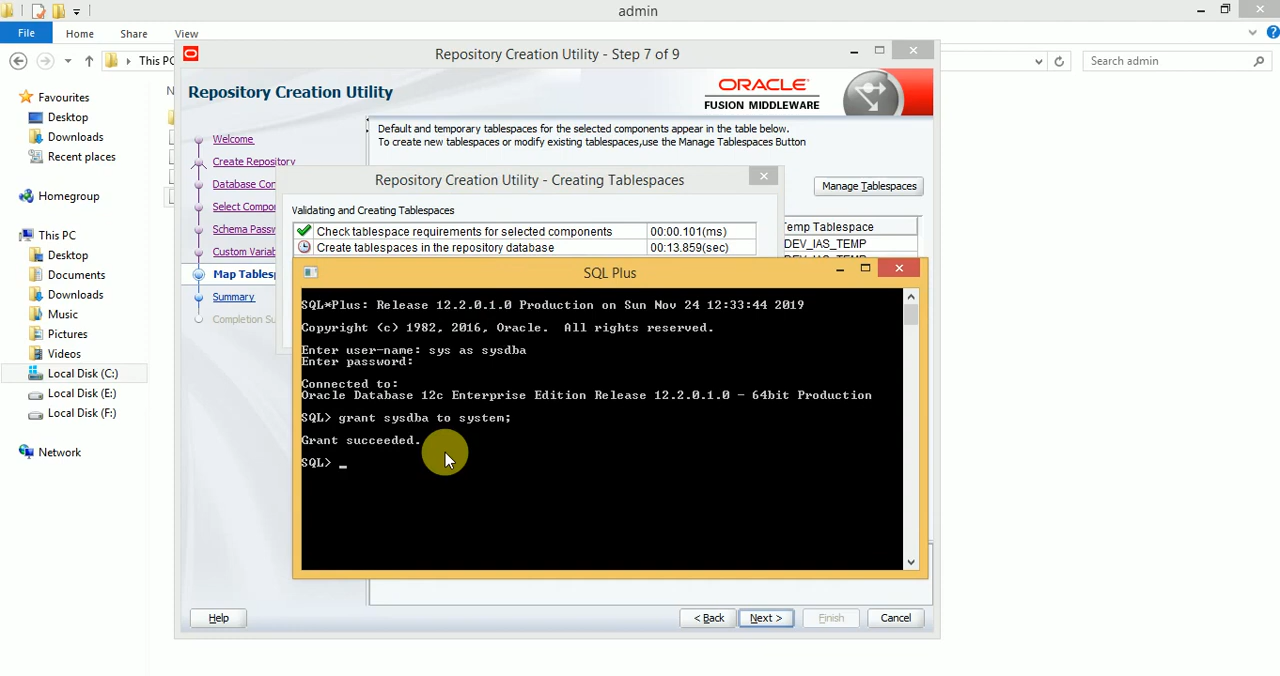 admin
File Home Share View
This PC
Search admin
Favourites
Desktop
Downloads
Recent places
Homegroup
This PC
Desktop
Documents
Downloads
Music
Pictures
Videos
Local Disk (C:)
Local Disk (E:)
Local Disk (F:)
Network
Repository Creation Utility - Step 7 of 9
Repository Creation Utility
ORACLE
FUSION MIDDLEWARE
Welcome
Create Repository
Database Con
Select Compo
Schema Passw
Custom Variab
Map Tablesp
Summary
Completion Su
Default and temporary tablespaces for the selected components appear in the table below.
To create new tablespaces or modify existing tablespaces,use the Manage Tablespaces Button
Manage Tablespaces
Temp Tablespace
DEV_IAS_TEMP
Repository Creation Utility - Creating Tablespaces
Validating and Creating Tablespaces
Check tablespace requirements for selected components 00:00.101(ms)
Create tablespaces in the repository database 00:13.859(sec)
SQL Plus
SQL*Plus: Release 12.2.0.1.0 Production on Sun Nov 24 12:33:44 2019
Copyright (c) 1982, 2016, Oracle. All rights reserved.
Enter user-name: sys as sysdba
Enter password:
Connected to:
Oracle Database 12c Enterprise Edition Release 12.2.0.1.0 - 64bit Production
SQL> grant sysdba to system;
Grant succeeded.
SQL> _
Help
< Back Next > Finish Cancel